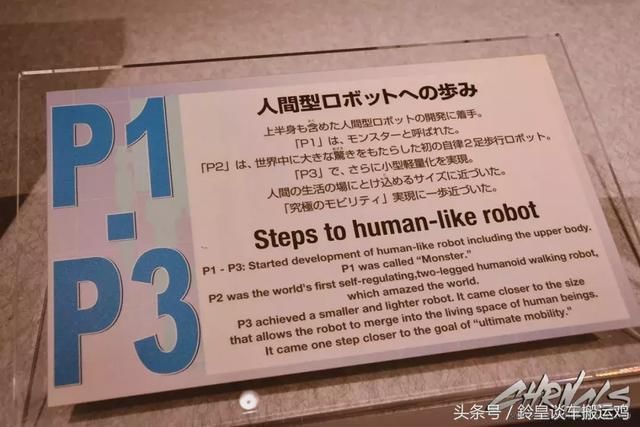 P1
-
P3
人間型ロボットへの歩み
上半身も含めた人間型ロボットの開発に着手。
「P1」は、モンスターと呼ばれた。
「P2」は、世界中に大きな驚きをもたらした初の自律2足歩行ロボット。
「P3」で、さらに小型軽量化を実現。
人間の生活の場にとけ込めるサイズに近づいた。
「究極のモビリティ」実現に一歩近づいた。
Steps to human-like robot
P1 - P3: Started development of human-like robot including the upper body.
P1 was called “Monster.”
P2 was the world's first self-regulating,two-legged humanoid walking robot,
which amazed the world.
P3 achieved a smaller and lighter robot. It came closer to the size
that allows the robot to merge into the living space of human beings.
It came one step closer to the goal of “ultimate mobility.”
头条号 / 鈴皇谈车搬运鸡